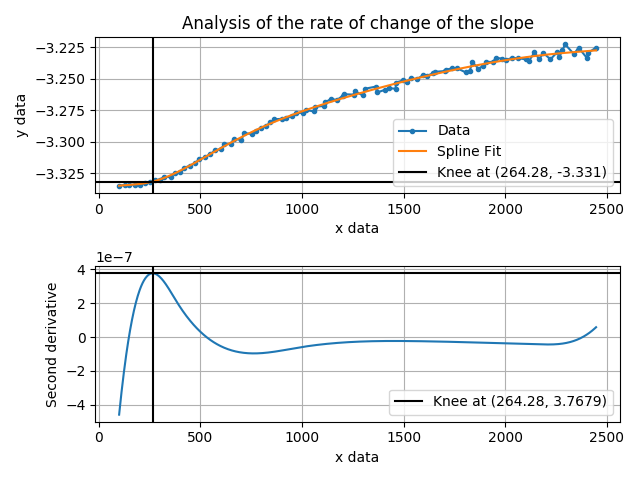 Analysis of the rate of change of the slope
−3.225
−3.250
−3.275
−3.300
−3.325
y data
Data
Spline Fit
Knee at (264.28, -3.331)
0 500 1000 1500 2000 2500
x data
1e−7
4
2
0
−2
−4
Second derivative
Knee at (264.28, 3.7679)
0 500 1000 1500 2000 2500
x data